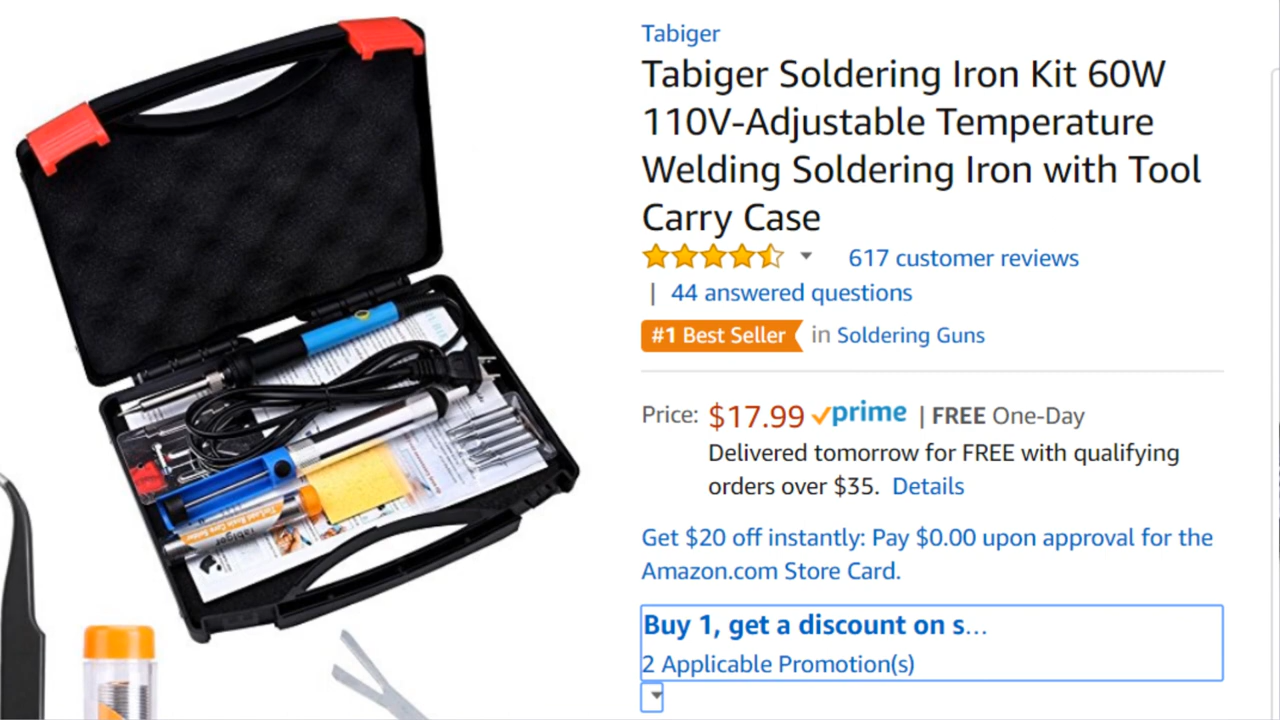 Tabiger
Tabiger Soldering Iron Kit 60W
110V-Adjustable Temperature
Welding Soldering Iron with Tool
Carry Case
617 customer reviews
| 44 answered questions
#1 Best Seller in Soldering Guns
Price: $17.99 prime | FREE One-Day
Delivered tomorrow for FREE with qualifying
orders over $35. Details
Get $20 off instantly: Pay $0.00 upon approval for the
Amazon.com Store Card.
Buy 1, get a discount on s...
2 Applicable Promotion(s)
Tabiger